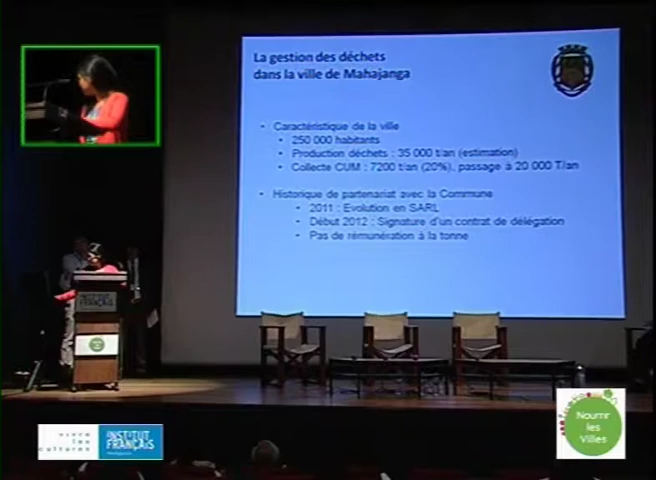 La gestion des déchets
dans la ville de Mahajanga
• Caractéristique de la ville
• 250 000 habitants
• Production déchets : 35 000 t/an (estimation)
• Collecte CUM : 7200 t/an (20%), passage à 20 000 T/an
• Historique de partenariat avec la Commune
• 2011 : Evolution en SARL
• Début 2012 : Signature d'un contrat de délégation
• Pas de rémunération à la tonne
INSTITUT
FRANÇAIS
vivre
les
cultures
INSTITUT
FRANÇAIS
Nourrir
les
Villes